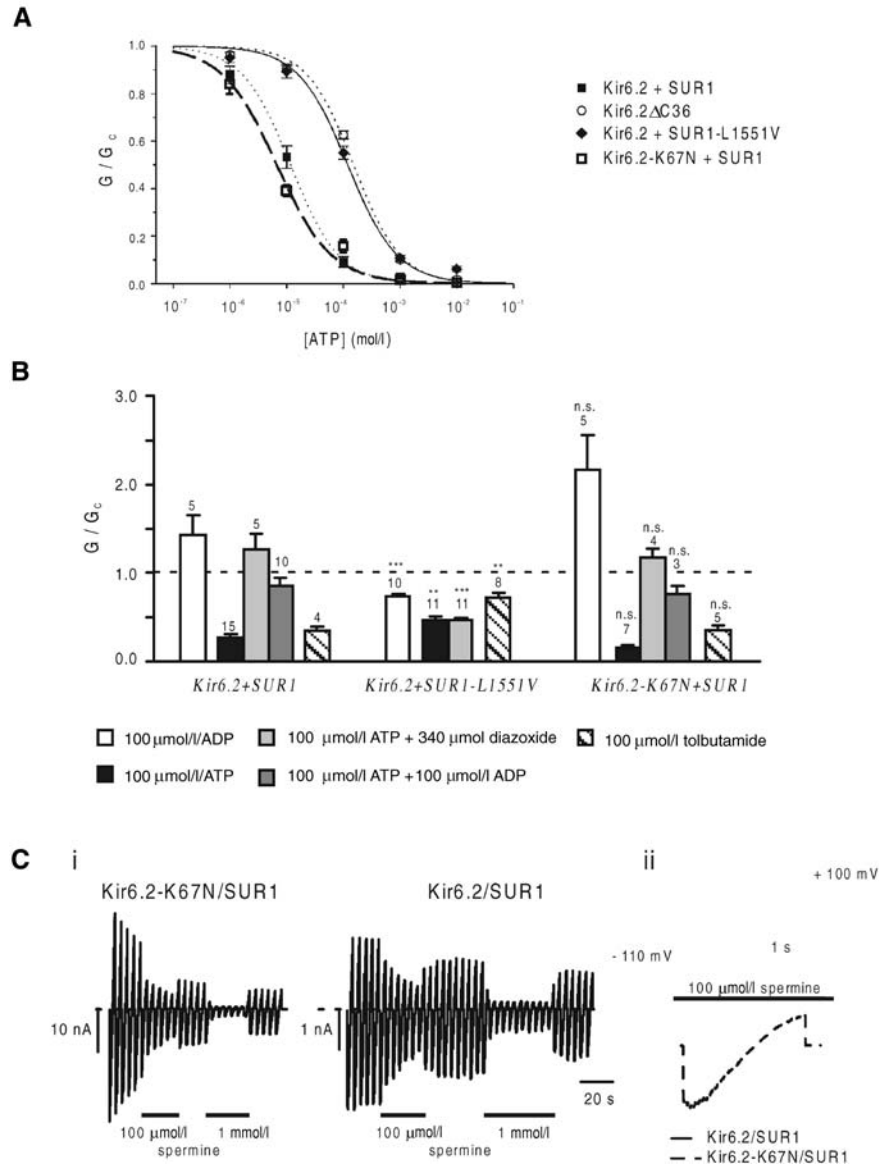 A
1.0
0.8
0.6
0.4
0.2
0.0
G / Gc
10⁻⁷ 10⁻⁶ 10⁻⁵ 10⁻⁴ 10⁻³ 10⁻² 10⁻¹
[ATP] (mol/l)
Kir6.2 + SUR1
Kir6.2ΔC36
Kir6.2 + SUR1-L1551V
Kir6.2-K67N + SUR1
B
3.0
2.0
1.0
0.0
G / Gc
5
15
5
10
4
***
10
**
11
***
11
**
8
n.s.
5
n.s.
7
n.s.
4
n.s.
3
n.s.
5
Kir6.2+SUR1 Kir6.2+SUR1-L1551V Kir6.2-K67N+SUR1
100 μmol/l/ADP 100 μmol/l ATP + 340 μmol diazoxide 100 μmol/l tolbutamide
100 μmol/l/ATP 100 μmol/l ATP +100 μmol/l ADP
C i ii
Kir6.2-K67N/SUR1 Kir6.2/SUR1
+ 100 mV
- 110 mV
1 s
100 μmol/l spermine
10 nA
1 nA
20 s
100 μmol/l 1 mmol/l
spermine
100 μmol/l 1 mmol/l
spermine
Kir6.2/SUR1
Kir6.2-K67N/SUR1